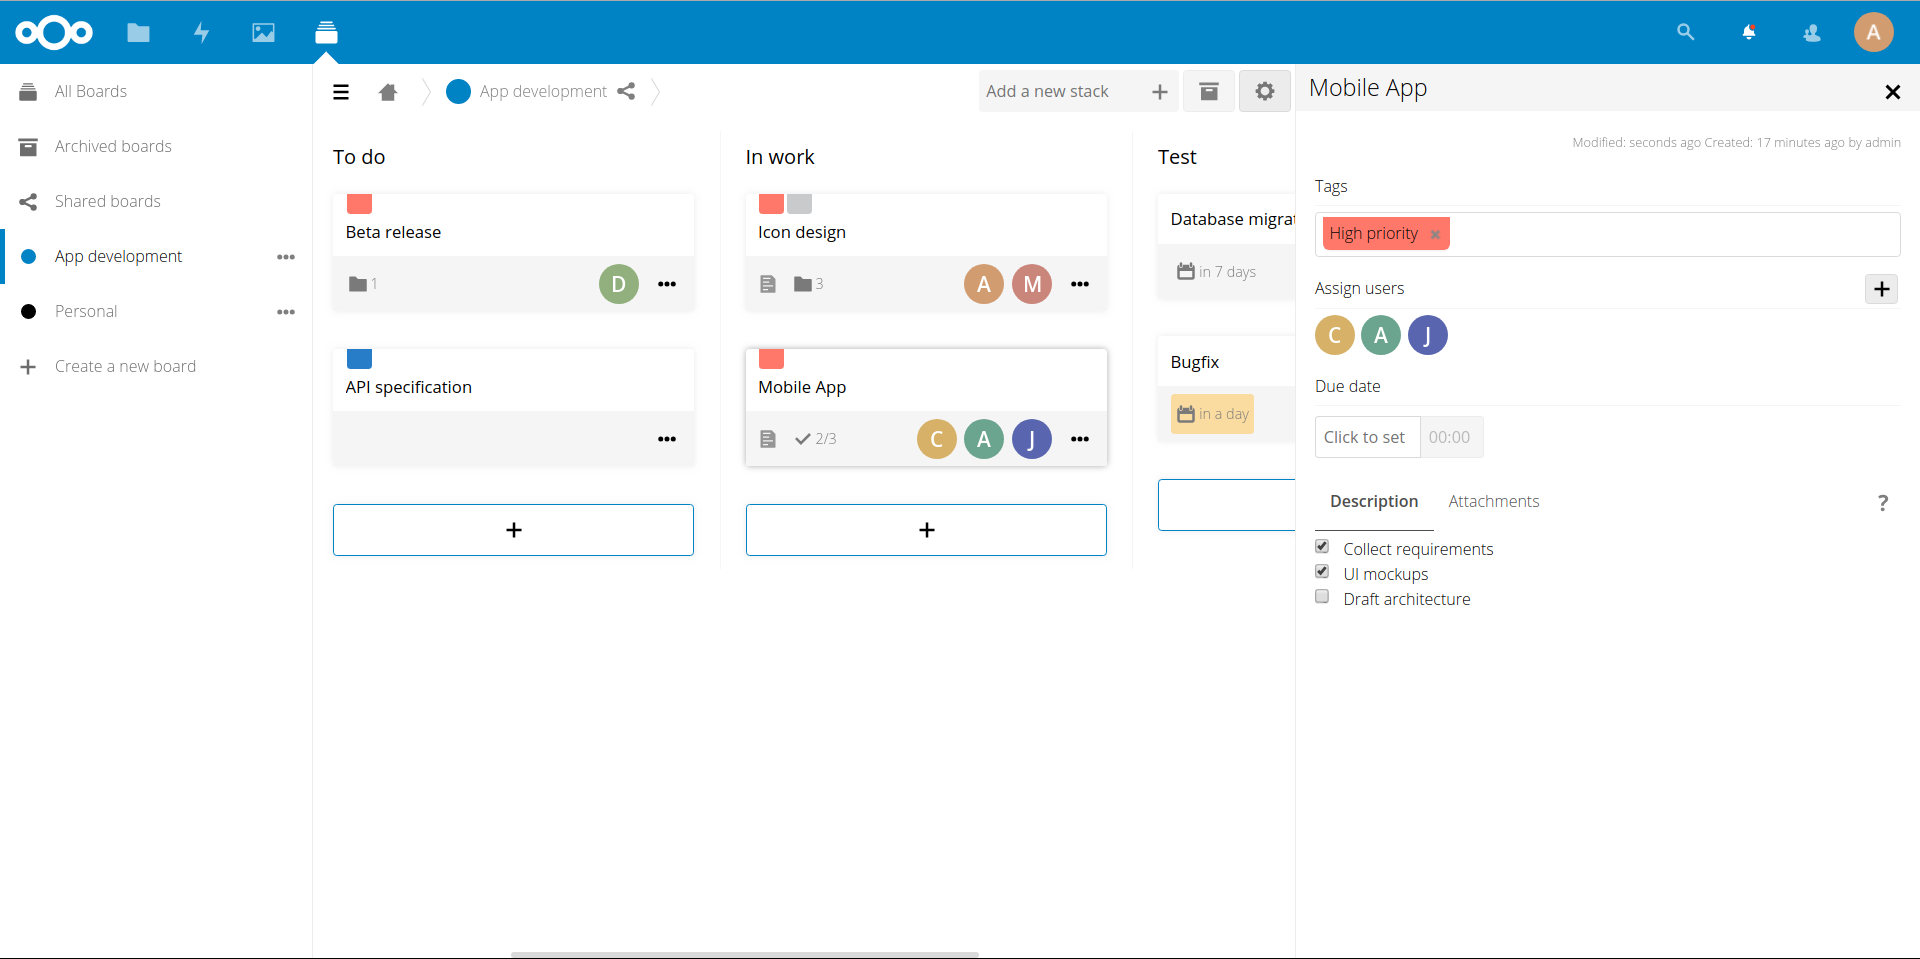 A
All Boards
Archived boards
Shared boards
App development
Personal
Create a new board
App development
Add a new stack
To do
Beta release
1
D
API specification
In work
Icon design
3
A M
Mobile App
2/3
C A J
Test
Database migrat
in 7 days
Bugfix
in a day
Mobile App
Modified: seconds ago Created: 17 minutes ago by admin
Tags
High priority
Assign users
C A J
Due date
Click to set 00:00
Description Attachments ?
Collect requirements
UI mockups
Draft architecture